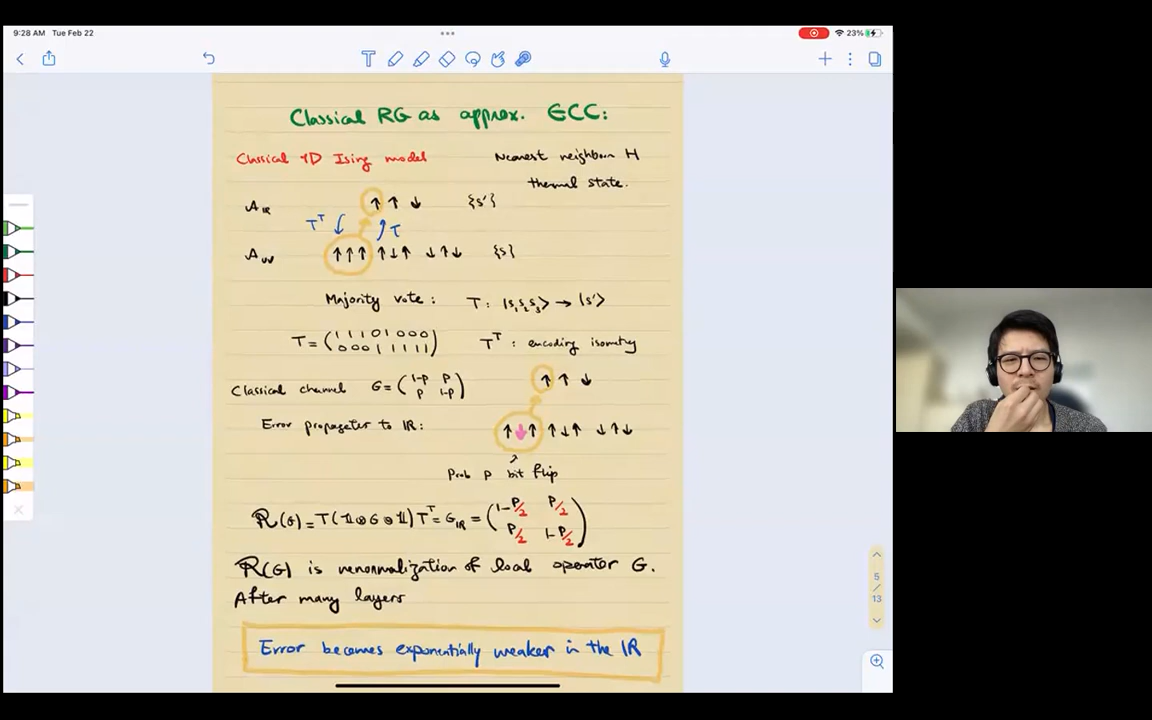 9:28 AM Tue Feb 22
23%
Classical RG as approx. ECC:
Classical 1D Ising model
Nearest neighbor H
thermal state.
A_IR ↑ ↑ ↓ {s'}
T^T T
A_UV ↑↑↑ ↑↓↑ ↓↑↓ {s}
Majority vote: T: |s₁s₂s₃> → |s'>
T = ( 1 1 1 0 1 0 0 0
0 0 0 1 1 1 1 1 ) T^T : encoding isometry
↑ ↑ ↓
Classical channel G = ( 1-p p
p 1-p )
Error propagates to IR:
↑↓↑ ↑↓↑ ↓↑↓
Prob p bit flip
R(G) = T(𝟙⊗G⊗𝟙)T^T = G_IR = ( 1-p/2 p/2
p/2 1-p/2 )
R(G) is renormalization of local operator G.
After many layers
Error becomes exponentially weaker in the IR
5
/
13